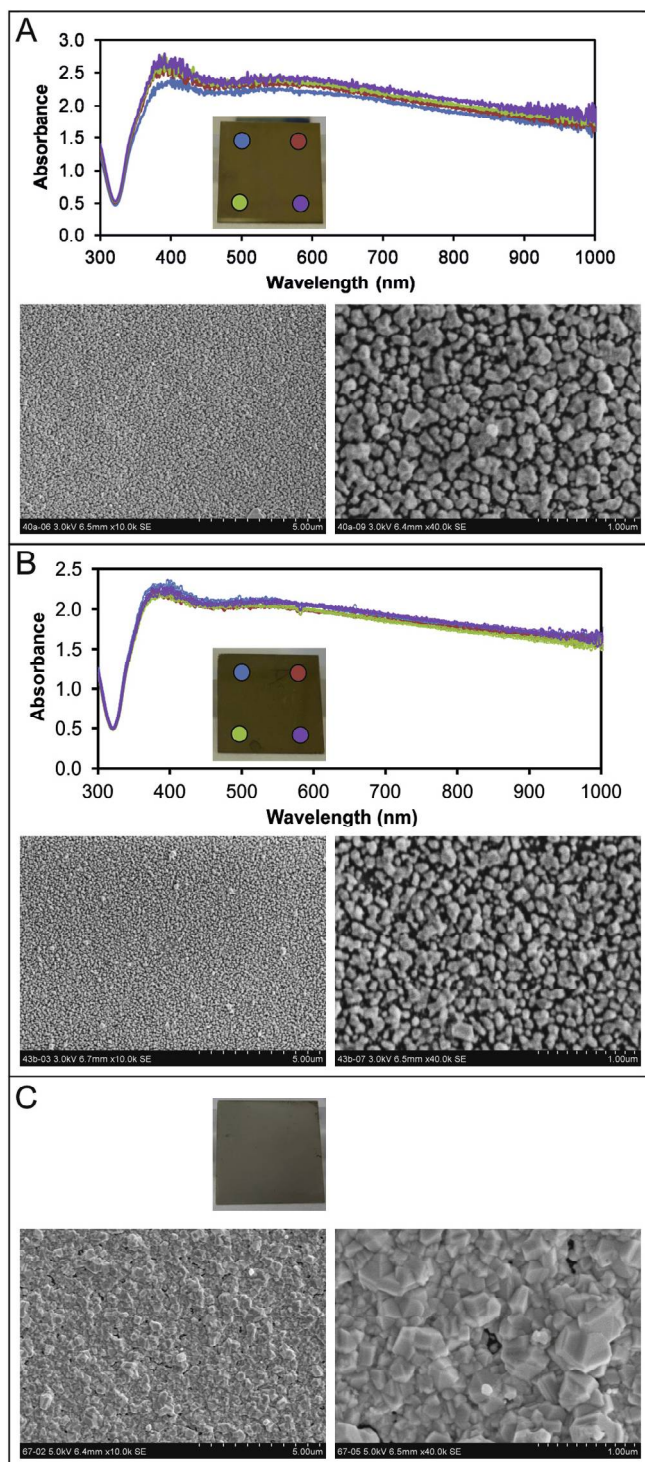 A
3.0
2.5
2.0
1.5
1.0
0.5
0.0
Absorbance
300 400 500 600 700 800 900 1000
Wavelength (nm)
40a-06 3.0kV 6.5mm x10.0k SE 5.00um
40a-09 3.0kV 6.4mm x40.0k SE 1.00um
B
2.5
2.0
1.5
1.0
0.5
0.0
Absorbance
300 400 500 600 700 800 900 1000
Wavelength (nm)
43b-03 3.0kV 6.7mm x10.0k SE 5.00um
43b-07 3.0kV 6.5mm x40.0k SE 1.00um
C
67-02 5.0kV 6.4mm x10.0k SE 5.00um
67-05 5.0kV 6.5mm x40.0k SE 1.00um